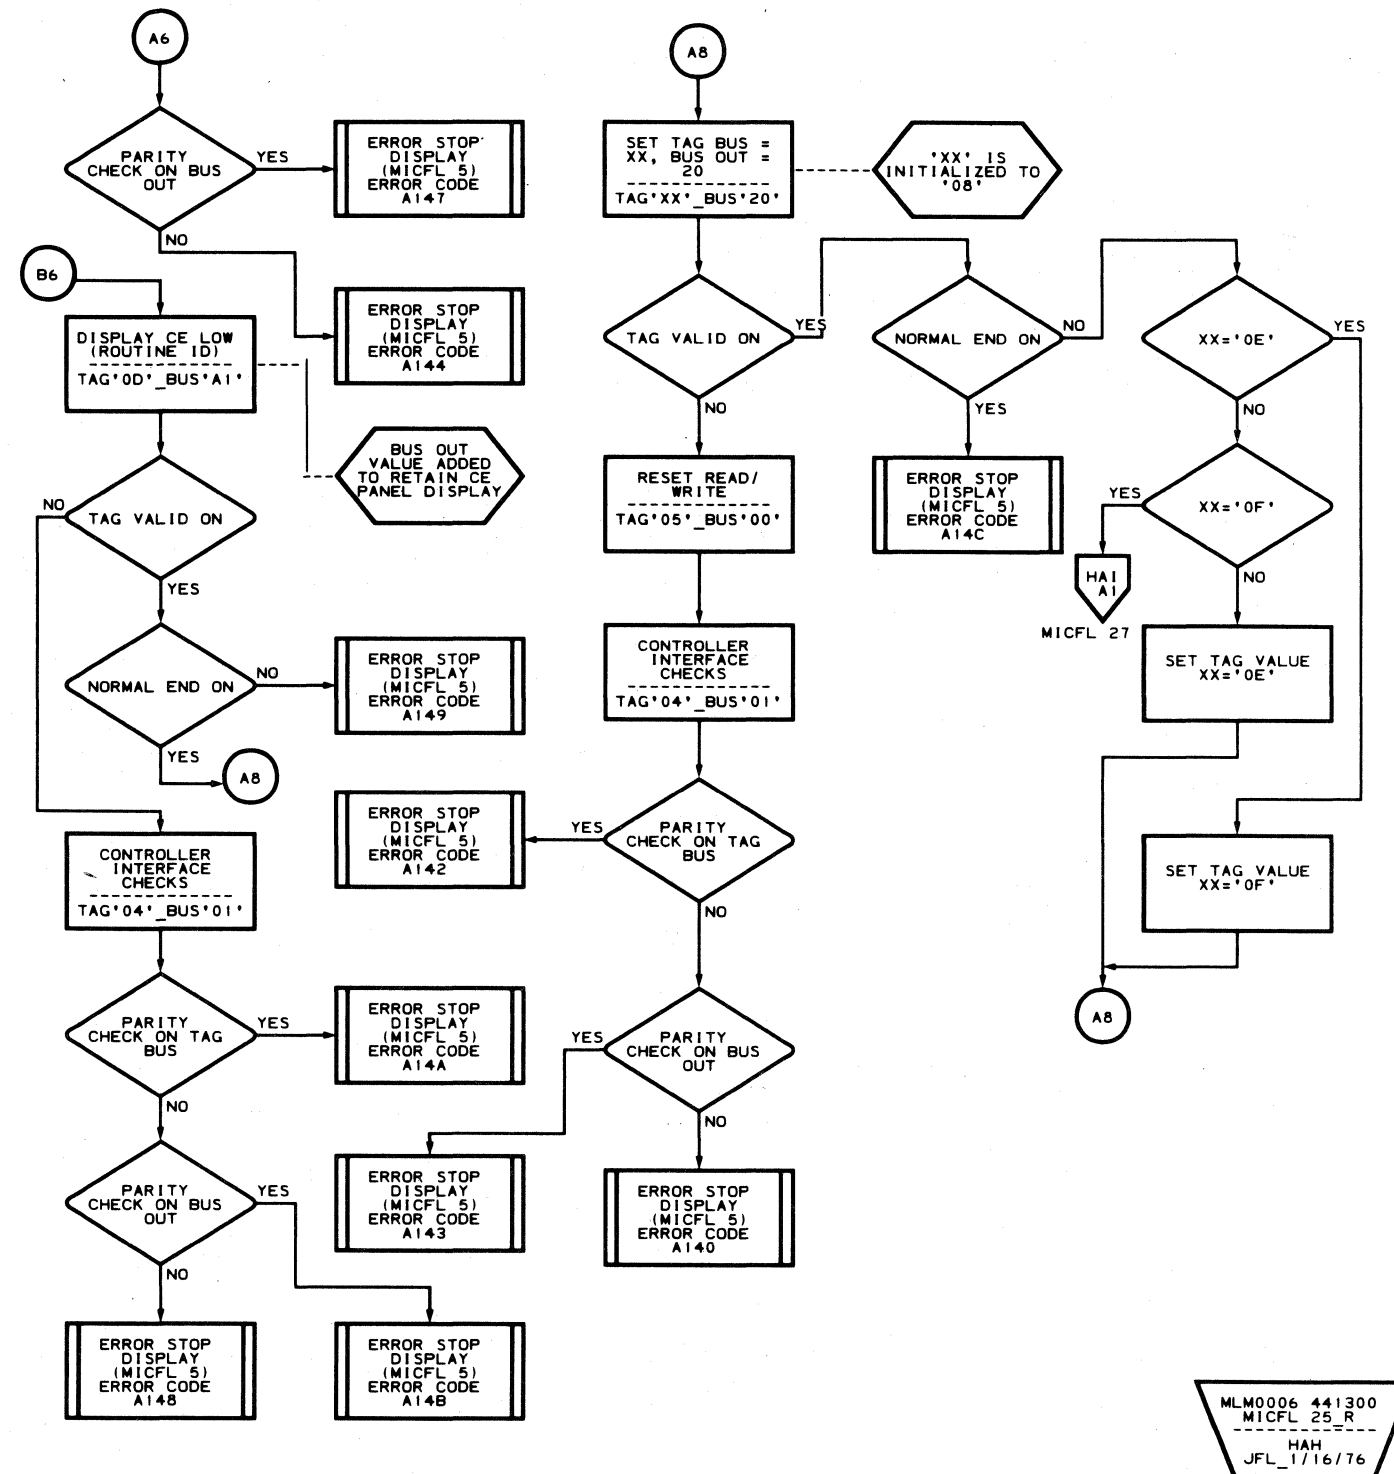 A6
PARITY
CHECK ON BUS
OUT
YES
ERROR STOP
DISPLAY
(MICFL 5)
ERROR CODE
A147
NO
ERROR STOP
DISPLAY
(MICFL 5)
ERROR CODE
A144
B6
DISPLAY CE LOW
(ROUTINE ID)
--------------
TAG'0D'_BUS'A1'
BUS OUT
VALUE ADDED
TO RETAIN CE
PANEL DISPLAY
TAG VALID ON
NO
YES
NORMAL END ON
NO
ERROR STOP
DISPLAY
(MICFL 5)
ERROR CODE
A149
YES
A8
CONTROLLER
INTERFACE
CHECKS
--------------
TAG'04'_BUS'01'
PARITY
CHECK ON TAG
BUS
YES
ERROR STOP
DISPLAY
(MICFL 5)
ERROR CODE
A14A
NO
PARITY
CHECK ON BUS
OUT
YES
ERROR STOP
DISPLAY
(MICFL 5)
ERROR CODE
A14B
NO
ERROR STOP
DISPLAY
(MICFL 5)
ERROR CODE
A148
A8
SET TAG BUS =
XX, BUS OUT =
20
--------------
TAG'XX'_BUS'20'
'XX' IS
INITIALIZED TO
'08'
TAG VALID ON
YES
NO
RESET READ/
WRITE
--------------
TAG'05'_BUS'00'
CONTROLLER
INTERFACE
CHECKS
--------------
TAG'04'_BUS'01'
PARITY
CHECK ON TAG
BUS
YES
ERROR STOP
DISPLAY
(MICFL 5)
ERROR CODE
A142
NO
PARITY
CHECK ON BUS
OUT
YES
ERROR STOP
DISPLAY
(MICFL 5)
ERROR CODE
A143
NO
ERROR STOP
DISPLAY
(MICFL 5)
ERROR CODE
A140
NORMAL END ON
NO
YES
ERROR STOP
DISPLAY
(MICFL 5)
ERROR CODE
A14C
XX='0E'
YES
NO
XX='0F'
YES
HAI
A1
MICFL 27
NO
SET TAG VALUE
XX='0E'
SET TAG VALUE
XX='0F'
A8
MLM0006 441300
MICFL 25_R
--------------
HAH
JFL_1/16/76